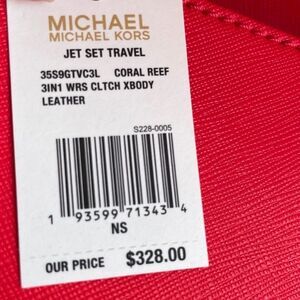 MICHAEL
MICHAEL KORS
JET SET TRAVEL
35S9GTVC3L CORAL REEF
3IN1 WRS CLTCH XBODY
LEATHER
S228-0005
1 93599 71343 4
NS
OUR PRICE $328.00